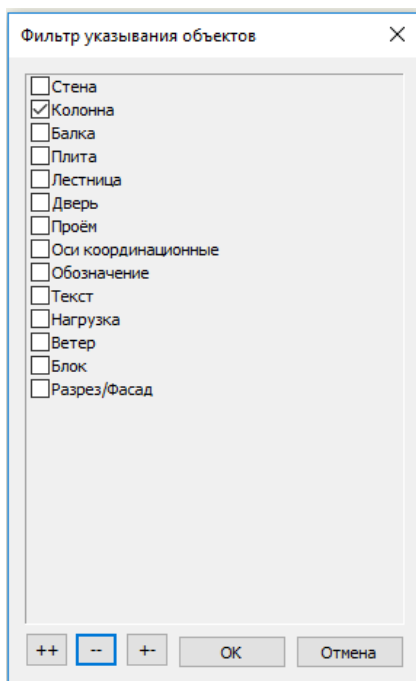 Фильтр указывания объектов
Стена
Колонна
Балка
Плита
Лестница
Дверь
Проём
Оси координационные
Обозначение
Текст
Нагрузка
Ветер
Блок
Разрез/Фасад
++ -- +- OK Отмена